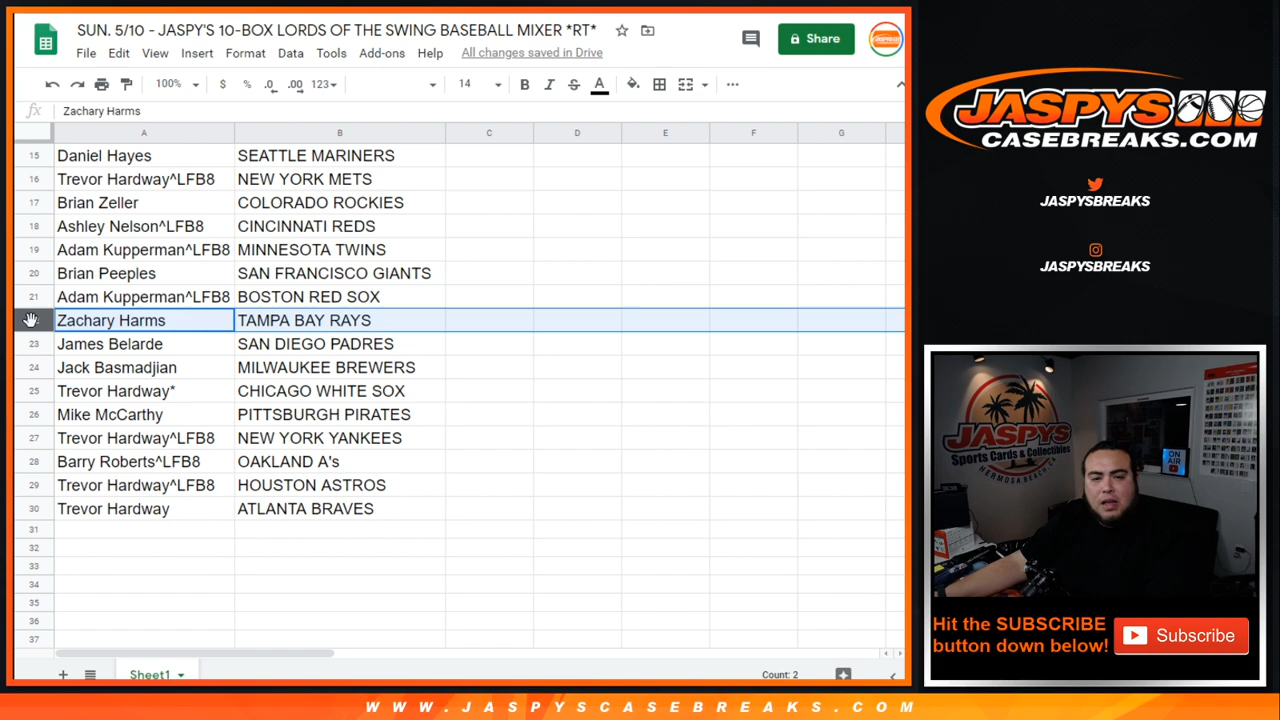 SUN. 5/10 - JASPY'S 10-BOX LORDS OF THE SWING BASEBALL MIXER *RT*
File Edit View Insert Format Data Tools Add-ons Help All changes saved in Drive
Share
100% $ % .0 .00 123 14 B I S A
fx Zachary Harms
A B C D E F G
15 Daniel Hayes SEATTLE MARINERS
16 Trevor Hardway^LFB8 NEW YORK METS
17 Brian Zeller COLORADO ROCKIES
18 Ashley Nelson^LFB8 CINCINNATI REDS
19 Adam Kupperman^LFB8 MINNESOTA TWINS
20 Brian Peeples SAN FRANCISCO GIANTS
21 Adam Kupperman^LFB8 BOSTON RED SOX
Zachary Harms TAMPA BAY RAYS
23 James Belarde SAN DIEGO PADRES
24 Jack Basmadjian MILWAUKEE BREWERS
25 Trevor Hardway* CHICAGO WHITE SOX
26 Mike McCarthy PITTSBURGH PIRATES
27 Trevor Hardway^LFB8 NEW YORK YANKEES
28 Barry Roberts^LFB8 OAKLAND A's
29 Trevor Hardway^LFB8 HOUSTON ASTROS
30 Trevor Hardway ATLANTA BRAVES
31
32
33
34
35
36
37
Sheet1 Count: 2
JASPYS
CASEBREAKS.COM
JASPYSBREAKS
JASPYSBREAKS
JASPYS
Sports Cards & Collectibles
HERMOSA BEACH, CA
ON AIR
Hit the SUBSCRIBE
button down below!
Subscribe
WWW.JASPYSCASEBREAKS.COM